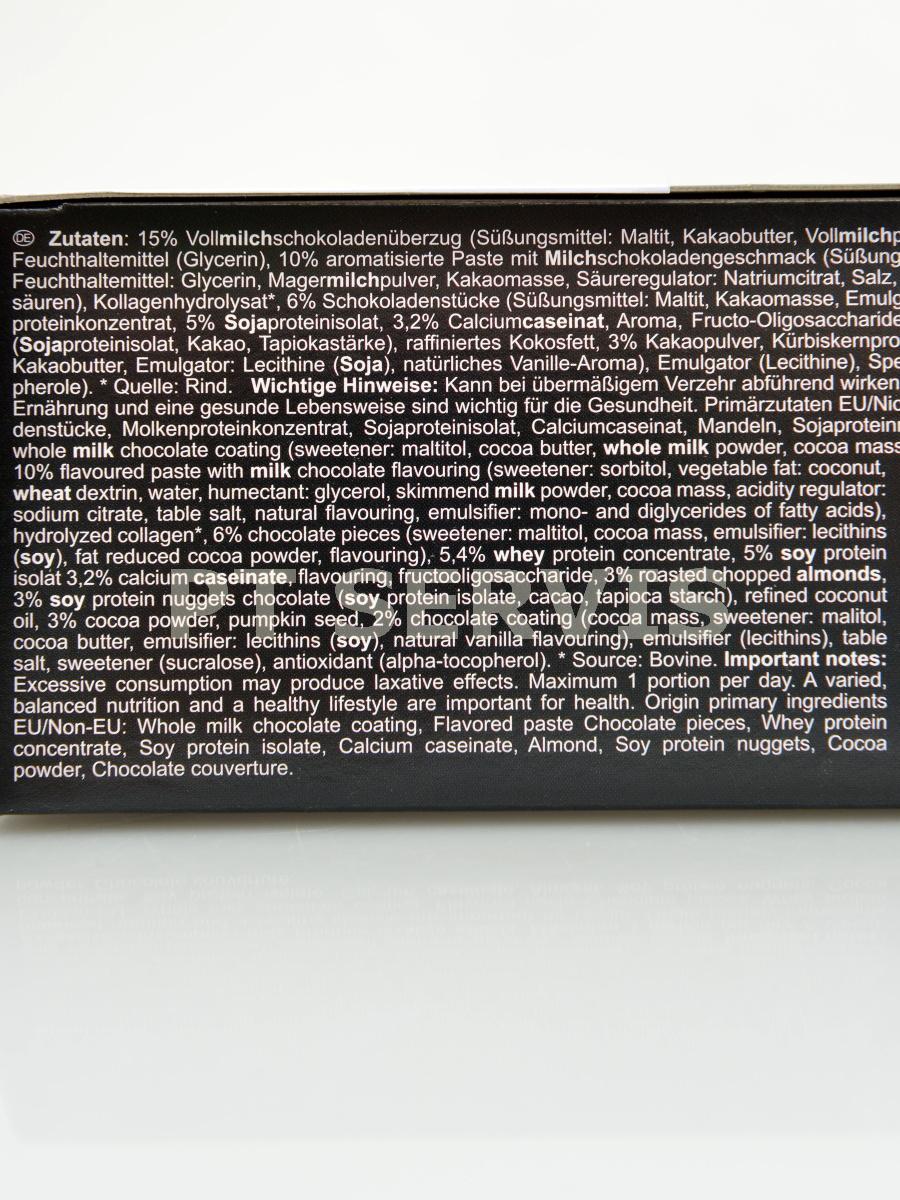 DE Zutaten: 15% Vollmilchschokoladenüberzug (Süßungsmittel: Maltit, Kakaobutter, Vollmilchp
Feuchthaltemittel (Glycerin), 10% aromatisierte Paste mit Milchschokoladengeschmack (Süßung
Feuchthaltemittel: Glycerin, Magermilchpulver, Kakaomasse, Säureregulator: Natriumcitrat, Salz,
säuren), Kollagenhydrolysat*, 6% Schokoladenstücke (Süßungsmittel: Maltit, Kakaomasse, Emulg
proteinkonzentrat, 5% Sojaproteinisolat, 3,2% Calciumcaseinat, Aroma, Fructo-Oligosaccharide
(Sojaproteinisolat, Kakao, Tapiokastärke), raffiniertes Kokosfett, 3% Kakaopulver, Kürbiskernpro
Kakaobutter, Emulgator: Lecithine (Soja), natürliches Vanille-Aroma), Emulgator (Lecithine), Spe
pherole). * Quelle: Rind. Wichtige Hinweise: Kann bei übermäßigem Verzehr abführend wirken
Ernährung und eine gesunde Lebensweise sind wichtig für die Gesundheit. Primärzutaten EU/Nic
denstücke, Molkenproteinkonzentrat, Sojaproteinisolat, Calciumcaseinat, Mandeln, Sojaproteinn
whole milk chocolate coating (sweetener: maltitol, cocoa butter, whole milk powder, cocoa mass
10% flavoured paste with milk chocolate flavouring (sweetener: sorbitol, vegetable fat: coconut,
wheat dextrin, water, humectant: glycerol, skimmend milk powder, cocoa mass, acidity regulator:
sodium citrate, table salt, natural flavouring, emulsifier: mono- and diglycerides of fatty acids),
hydrolyzed collagen*, 6% chocolate pieces (sweetener: maltitol, cocoa mass, emulsifier: lecithins
(soy), fat reduced cocoa powder, flavouring), 5,4% whey protein concentrate, 5% soy protein
isolat 3,2% calcium caseinate, flavouring, fructooligosaccharide, 3% roasted chopped almonds,
3% soy protein nuggets chocolate (soy protein isolate, cacao, tapioca starch), refined coconut
oil, 3% cocoa powder, pumpkin seed, 2% chocolate coating (cocoa mass, sweetener: malitol,
cocoa butter, emulsifier: lecithins (soy), natural vanilla flavouring), emulsifier (lecithins), table
salt, sweetener (sucralose), antioxidant (alpha-tocopherol). * Source: Bovine. Important notes:
Excessive consumption may produce laxative effects. Maximum 1 portion per day. A varied,
balanced nutrition and a healthy lifestyle are important for health. Origin primary ingredients
EU/Non-EU: Whole milk chocolate coating, Flavored paste Chocolate pieces, Whey protein
concentrate, Soy protein isolate, Calcium caseinate, Almond, Soy protein nuggets, Cocoa
powder, Chocolate couverture.
PT SERVIS